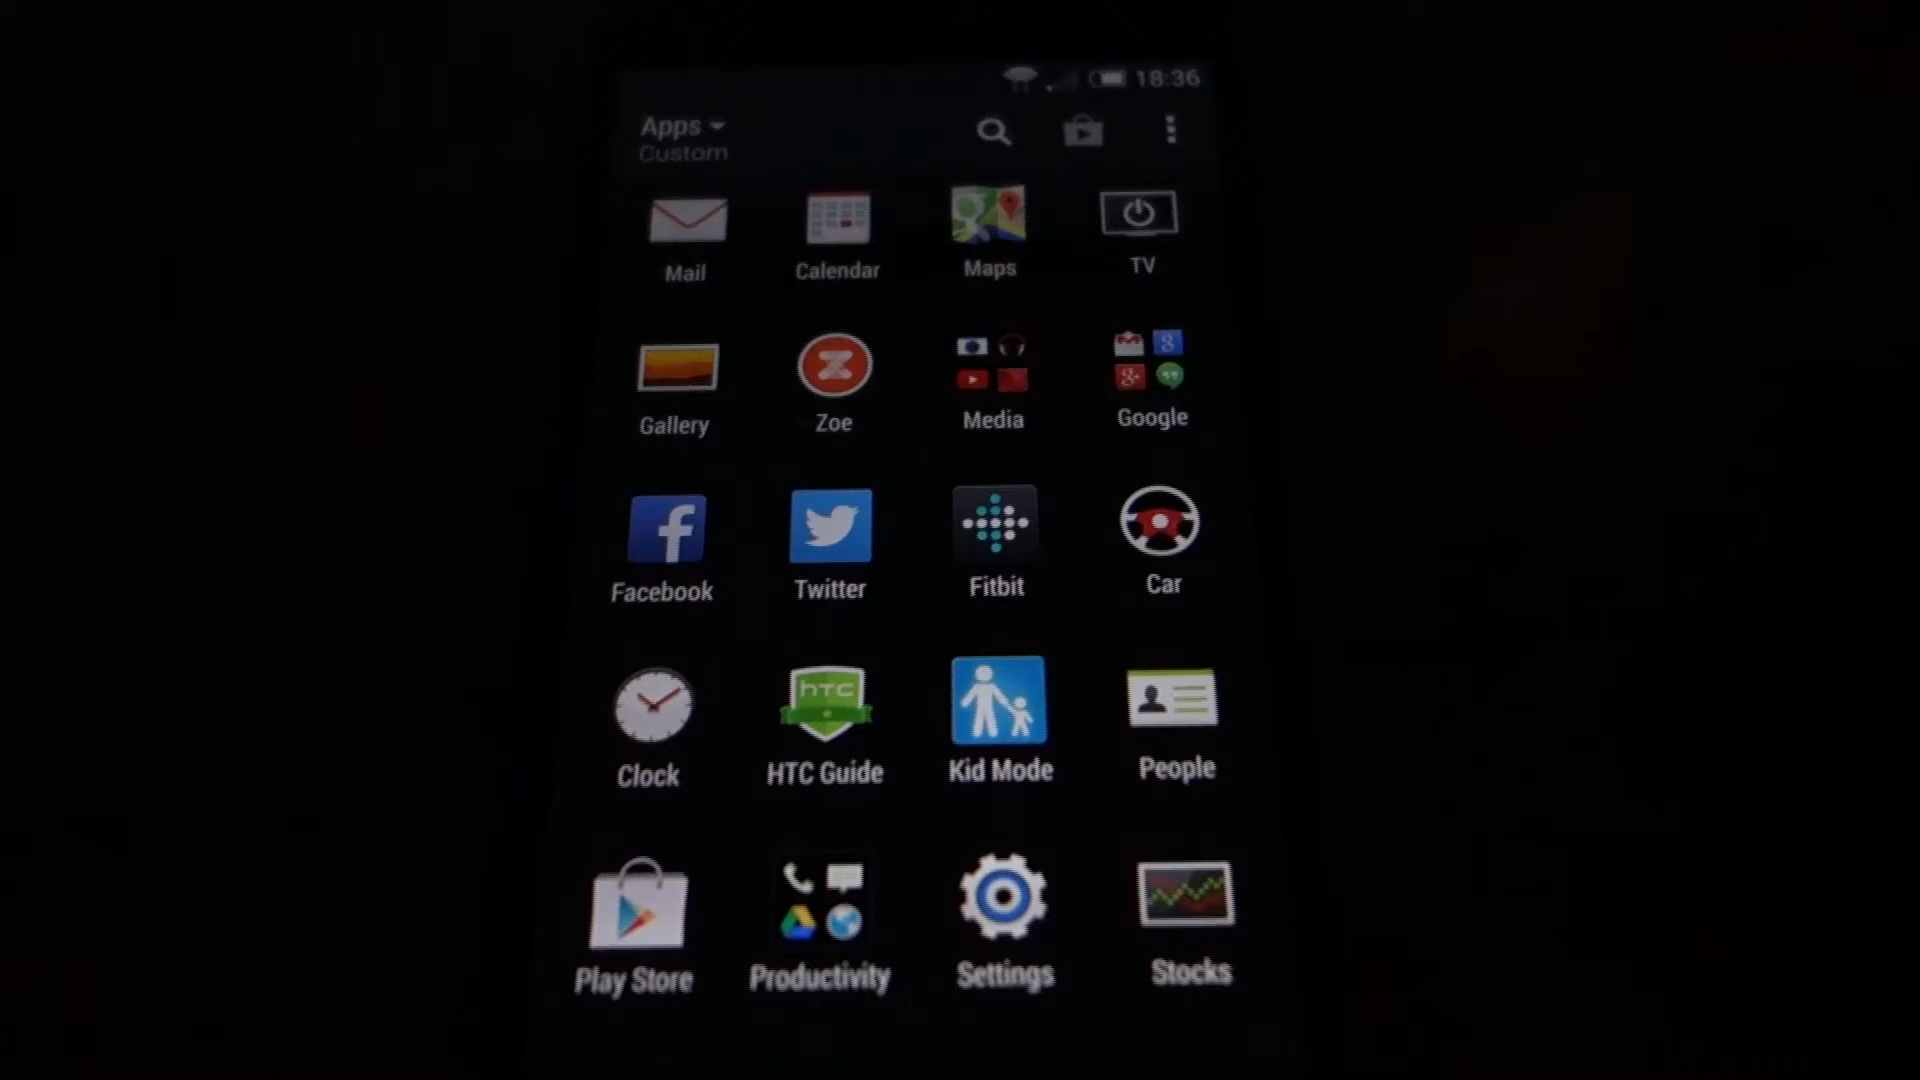 18:36
Apps
Custom
Mail
Calendar
Maps
TV
Gallery
Zoe
Media
Google
Facebook
Twitter
Fitbit
Car
hTC
Clock
HTC Guide
Kid Mode
People
Play Store
Productivity
Settings
Stocks